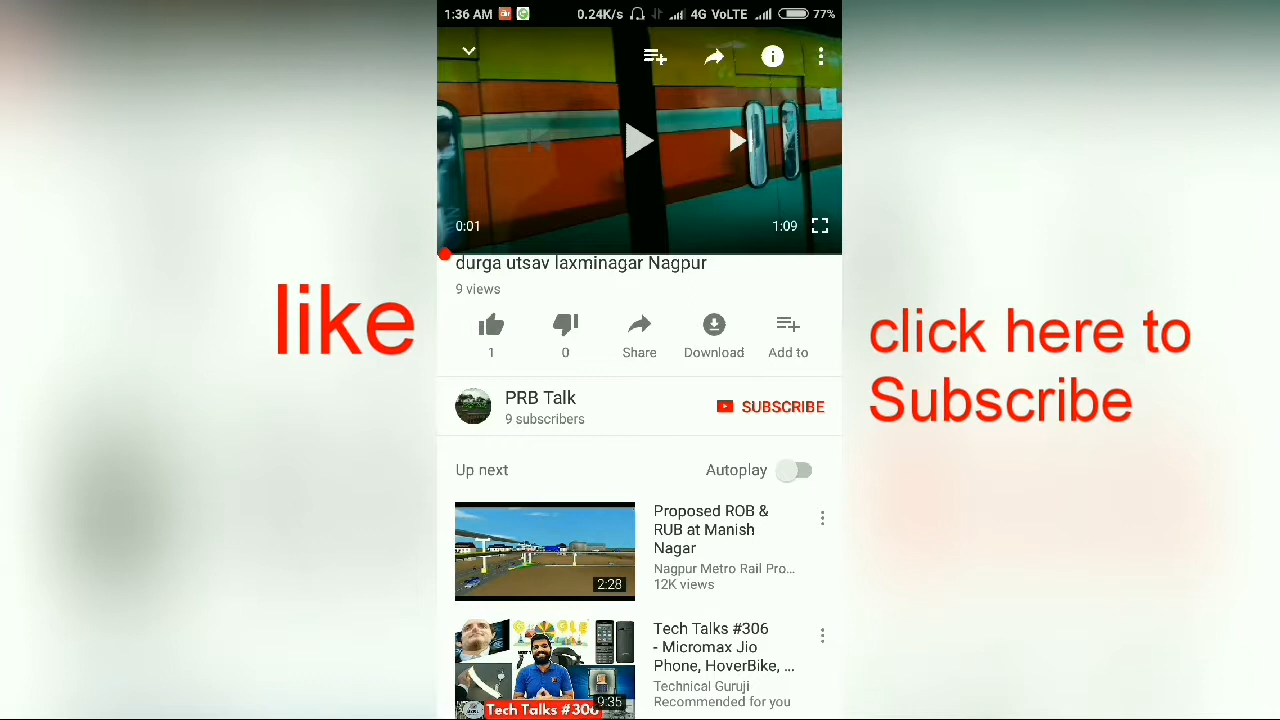 1:36 AM 0.24K/s 4G VoLTE 77%
0:01 1:09
durga utsav laxminagar Nagpur
9 views
like
click here to
Subscribe
1 0 Share Download Add to
PRB Talk
9 subscribers
SUBSCRIBE
Up next Autoplay
Proposed ROB &
RUB at Manish
Nagar
Nagpur Metro Rail Pro...
12K views
2:28
Tech Talks #306
- Micromax Jio
Phone, HoverBike, ...
Technical Guruji
Recommended for you
9:35
Tech Talks #306